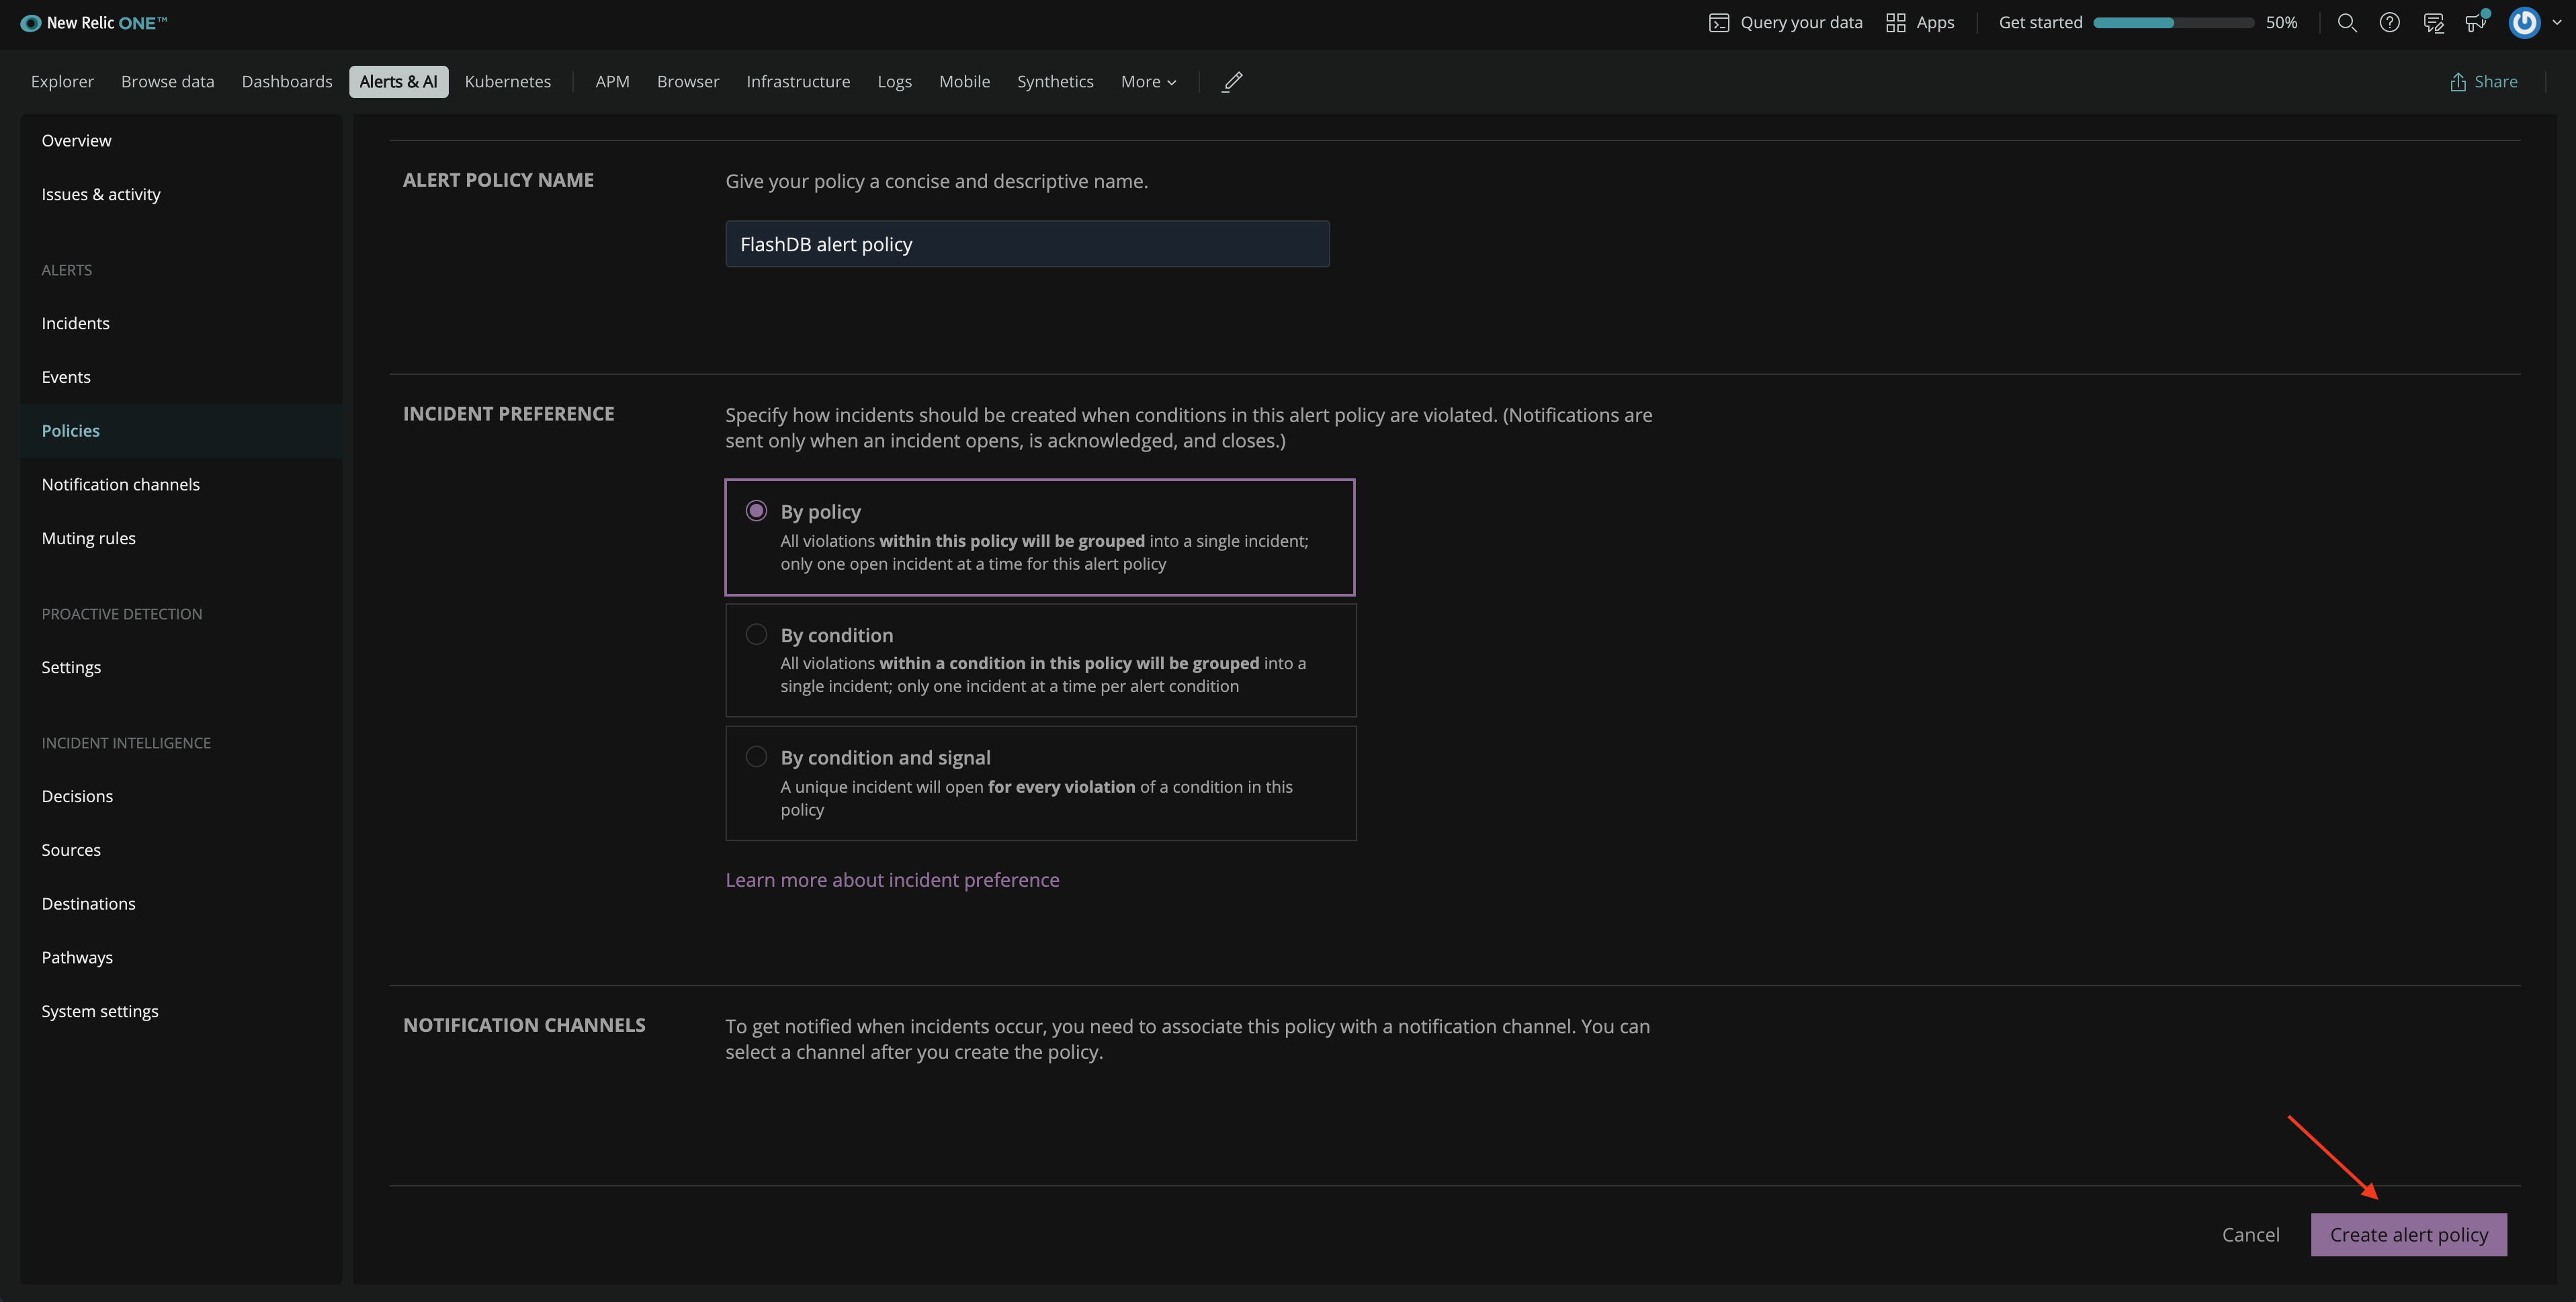 New Relic ONE™
Query your data
Apps
Get started
50%
Explorer
Browse data
Dashboards
Alerts & AI
Kubernetes
APM
Browser
Infrastructure
Logs
Mobile
Synthetics
More
Share
Overview
Issues & activity
ALERTS
Incidents
Events
Policies
Notification channels
Muting rules
PROACTIVE DETECTION
Settings
INCIDENT INTELLIGENCE
Decisions
Sources
Destinations
Pathways
System settings
ALERT POLICY NAME
Give your policy a concise and descriptive name.
FlashDB alert policy
INCIDENT PREFERENCE
Specify how incidents should be created when conditions in this alert policy are violated. (Notifications are
sent only when an incident opens, is acknowledged, and closes.)
By policy
All violations within this policy will be grouped into a single incident;
only one open incident at a time for this alert policy
By condition
All violations within a condition in this policy will be grouped into a
single incident; only one incident at a time per alert condition
By condition and signal
A unique incident will open for every violation of a condition in this
policy
Learn more about incident preference
NOTIFICATION CHANNELS
To get notified when incidents occur, you need to associate this policy with a notification channel. You can
select a channel after you create the policy.
Cancel
Create alert policy